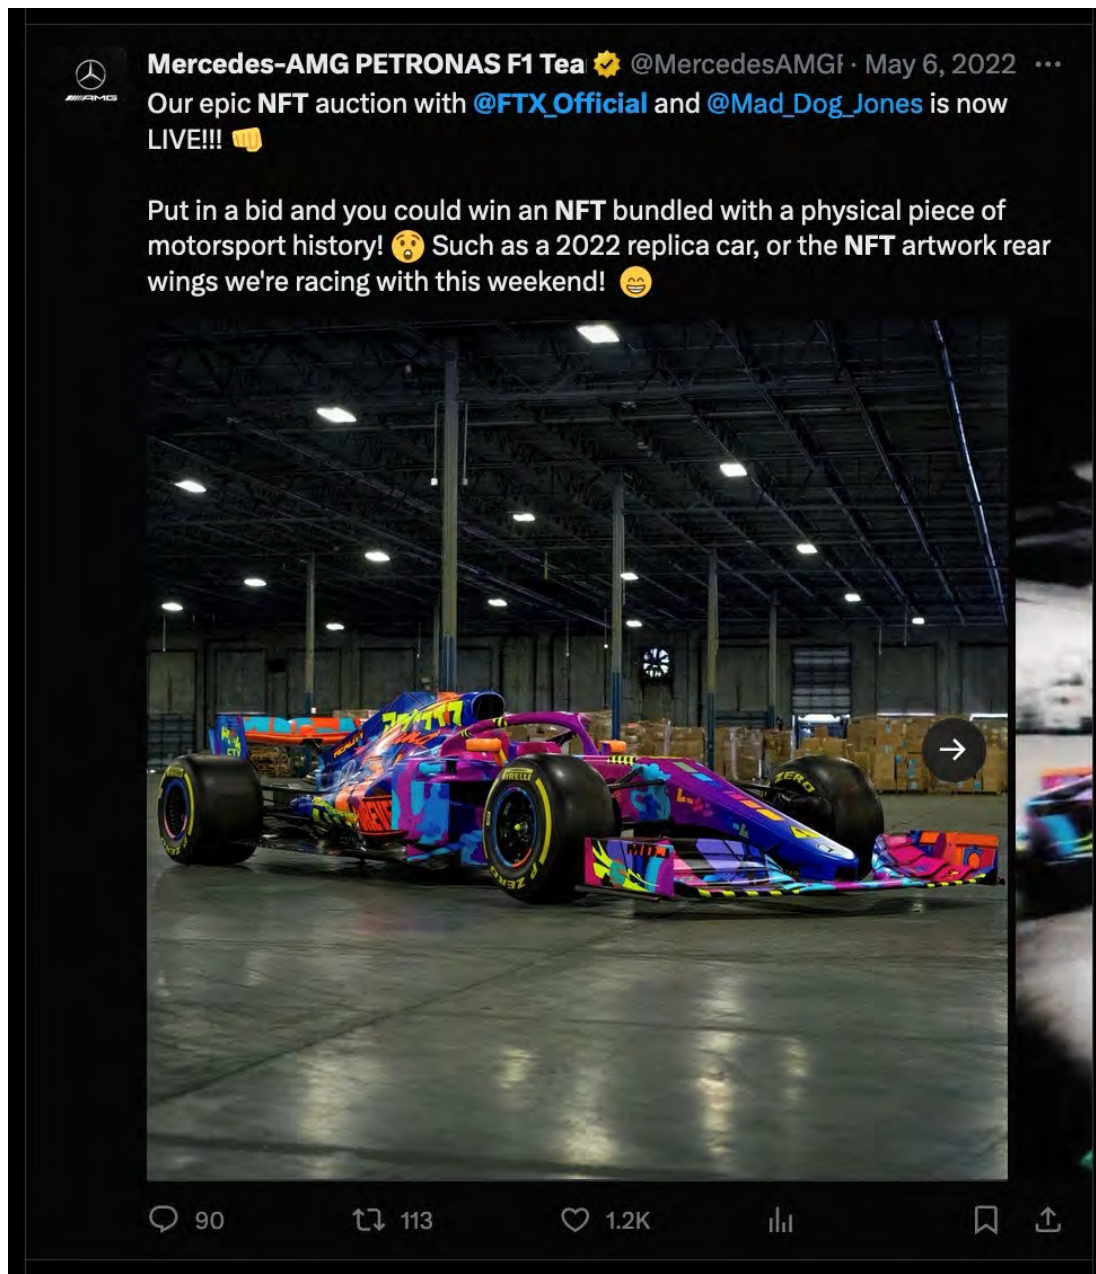 Mercedes-AMG PETRONAS F1 Tea @MercedesAMGF · May 6, 2022 ···
Our epic NFT auction with @FTX_Official and @Mad_Dog_Jones is now
LIVE!!! 👊
Put in a bid and you could win an NFT bundled with a physical piece of
motorsport history! 😲 Such as a 2022 replica car, or the NFT artwork rear
wings we're racing with this weekend! 😁
AMG
PIRELLI
P ZERO
ZERO
90 113 1.2K